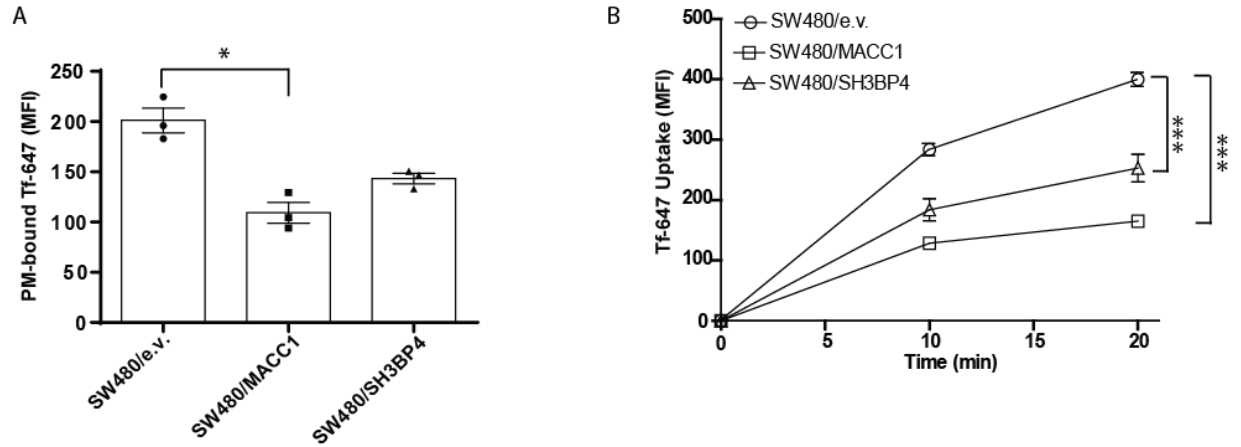 A
*
250
200
150
100
50
0
PM-bound Tf-647 (MFI)
SW480/e.v.
SW480/MACC1
SW480/SH3BP4
B
500
400
300
200
100
0
Tf-647 Uptake (MFI)
SW480/e.v.
SW480/MACC1
SW480/SH3BP4
***
***
0 5 10 15 20
Time (min)